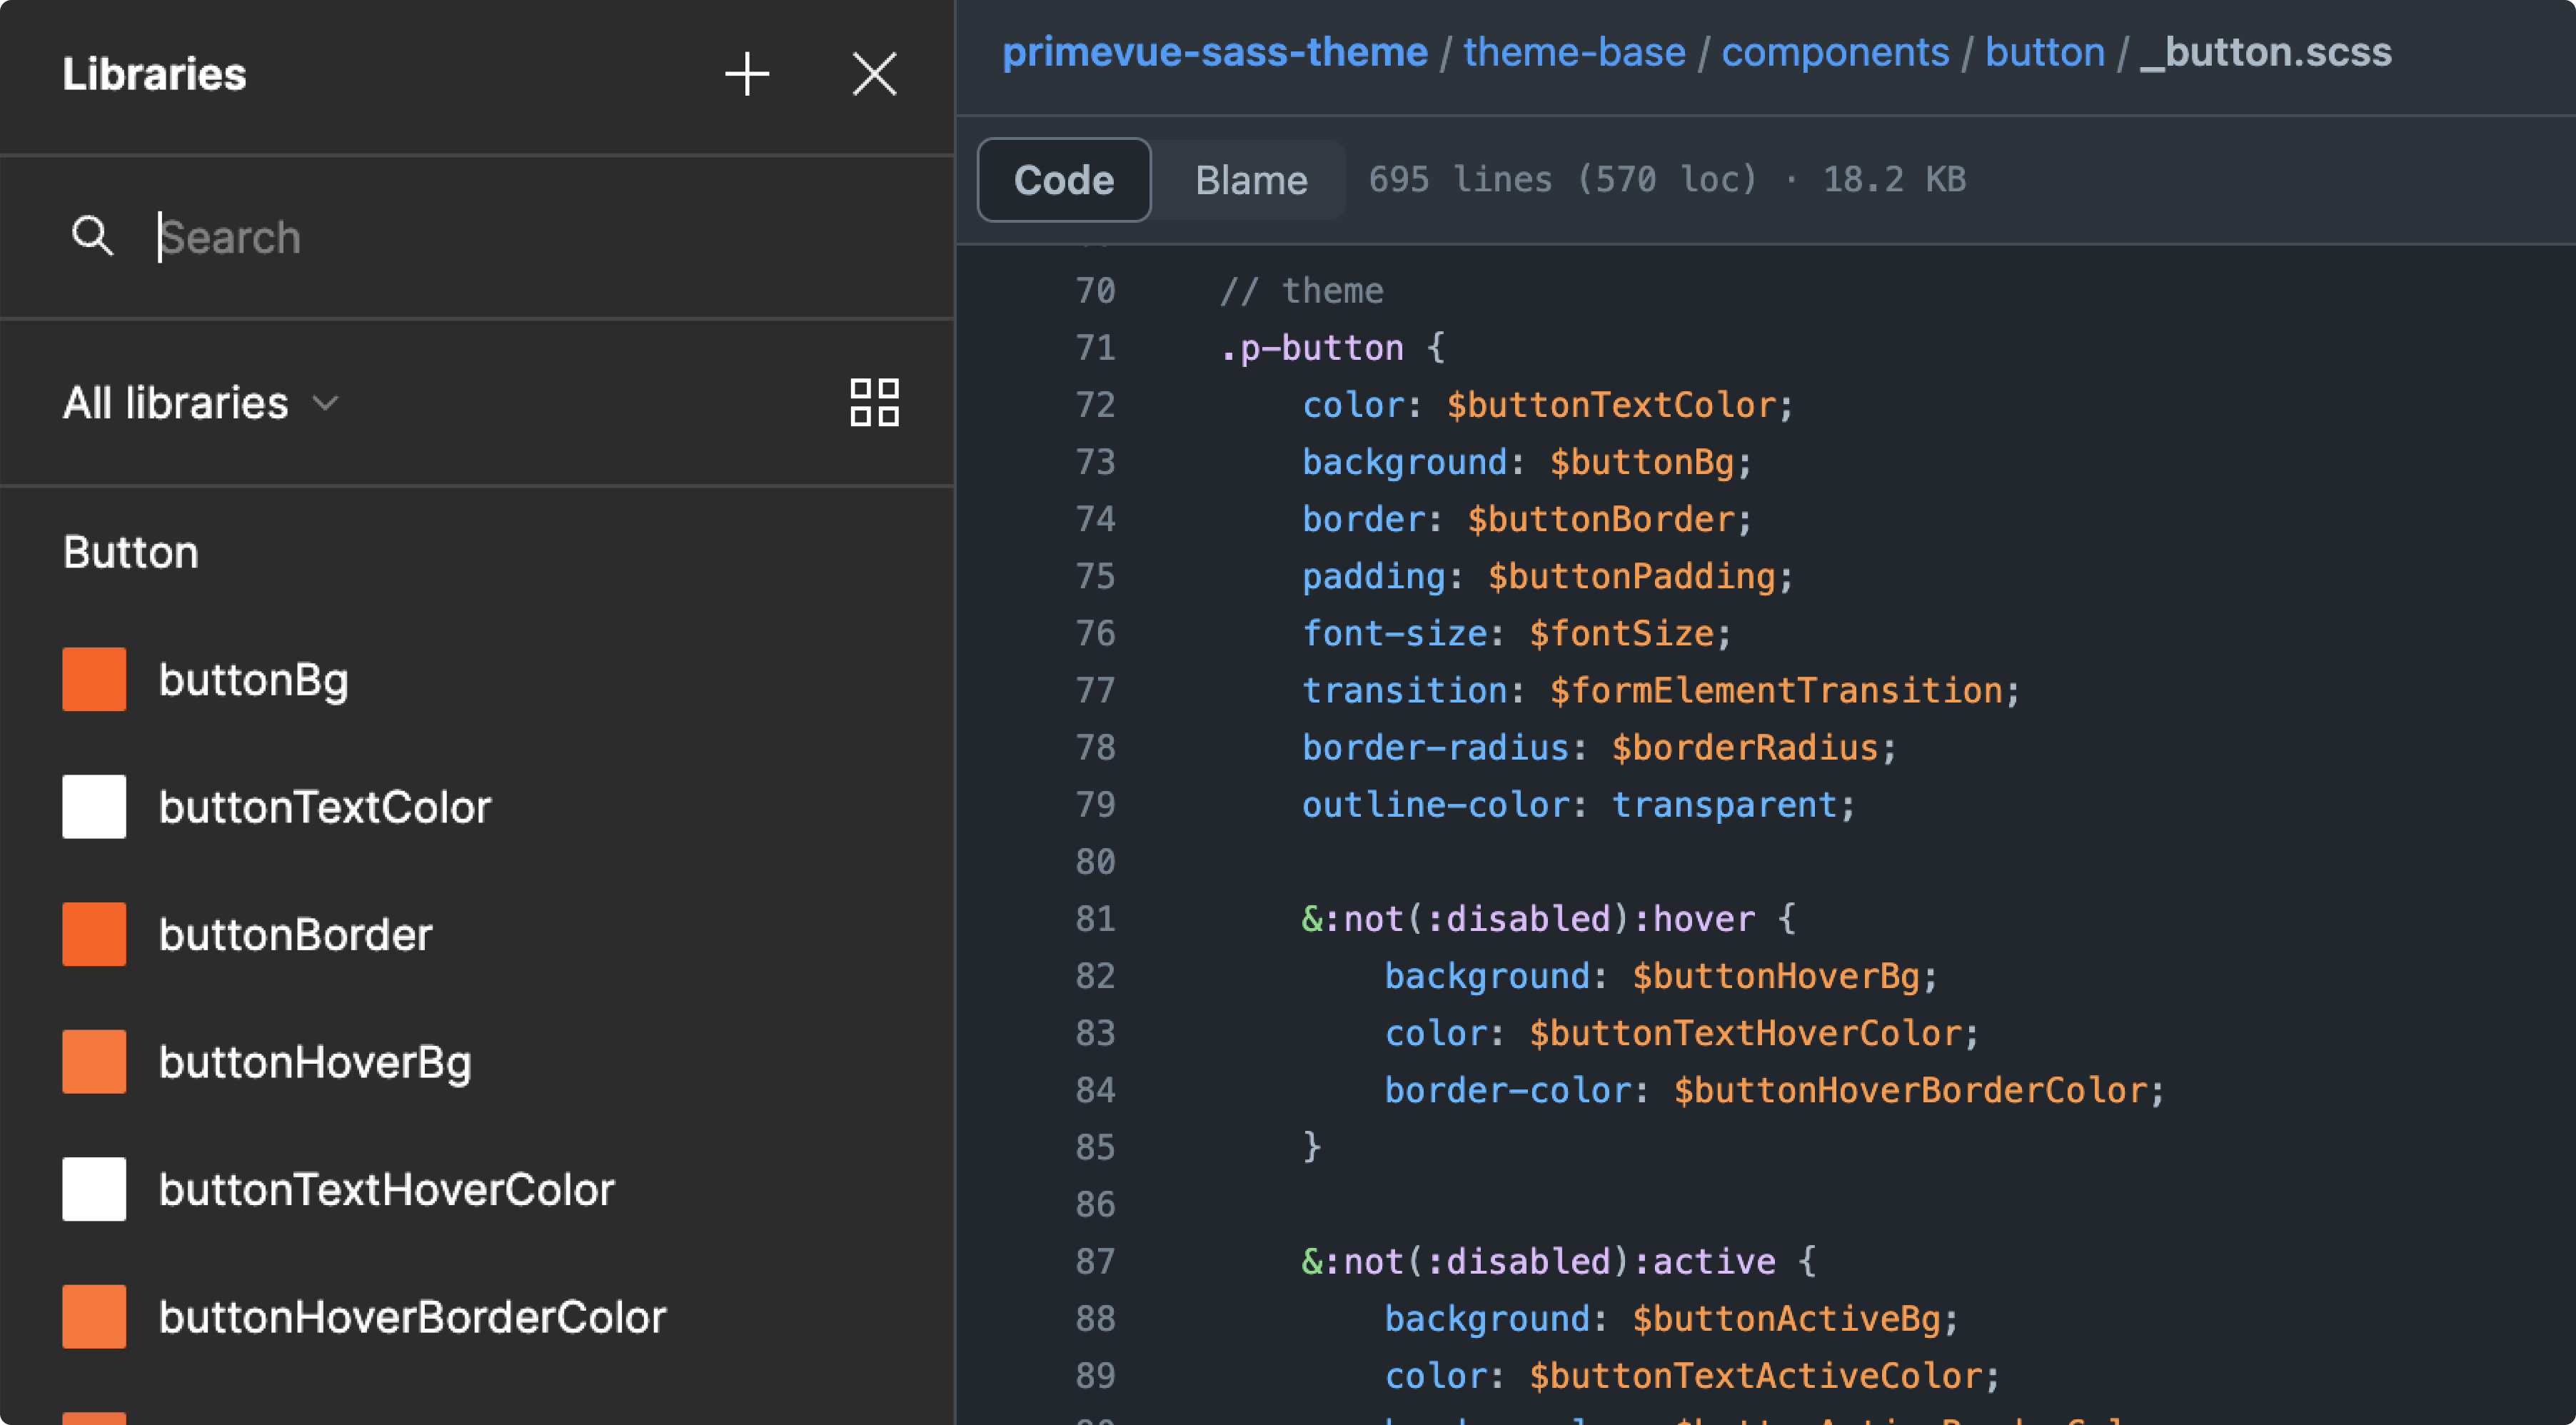 Libraries
Search
All libraries
Button
buttonBg
buttonTextColor
buttonBorder
buttonHoverBg
buttonTextHoverColor
buttonHoverBorderColor
primevue-sass-theme / theme-base / components / button / _button.scss
Code Blame 695 lines (570 loc) · 18.2 KB
70 // theme
71 .p-button {
72 color: $buttonTextColor;
73 background: $buttonBg;
74 border: $buttonBorder;
75 padding: $buttonPadding;
76 font-size: $fontSize;
77 transition: $formElementTransition;
78 border-radius: $borderRadius;
79 outline-color: transparent;
80
81 &:not(:disabled):hover {
82 background: $buttonHoverBg;
83 color: $buttonTextHoverColor;
84 border-color: $buttonHoverBorderColor;
85 }
86
87 &:not(:disabled):active {
88 background: $buttonActiveBg;
89 color: $buttonTextActiveColor;